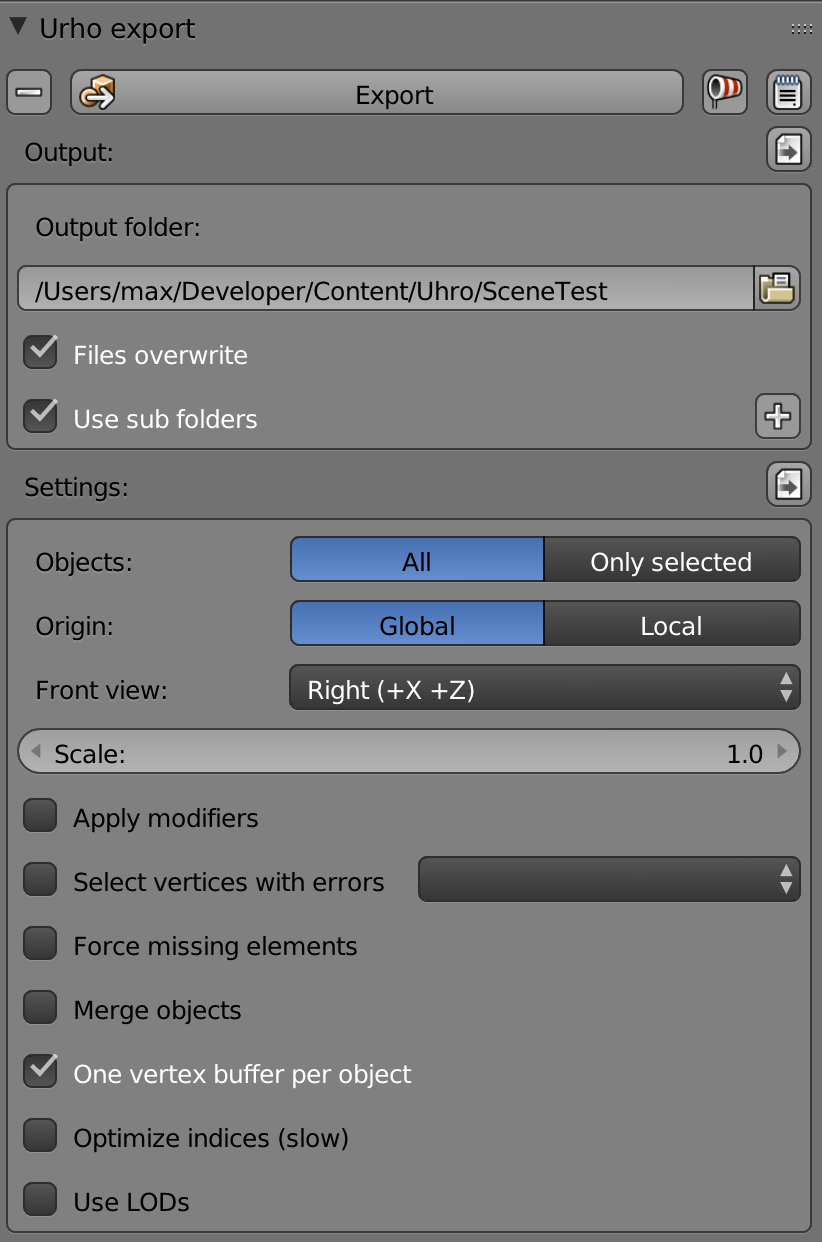 Urho export
Export
Output:
Output folder:
/Users/max/Developer/Content/Uhro/SceneTest
Files overwrite
Use sub folders
Settings:
Objects: All Only selected
Origin: Global Local
Front view: Right (+X +Z)
Scale: 1.0
Apply modifiers
Select vertices with errors
Force missing elements
Merge objects
One vertex buffer per object
Optimize indices (slow)
Use LODs